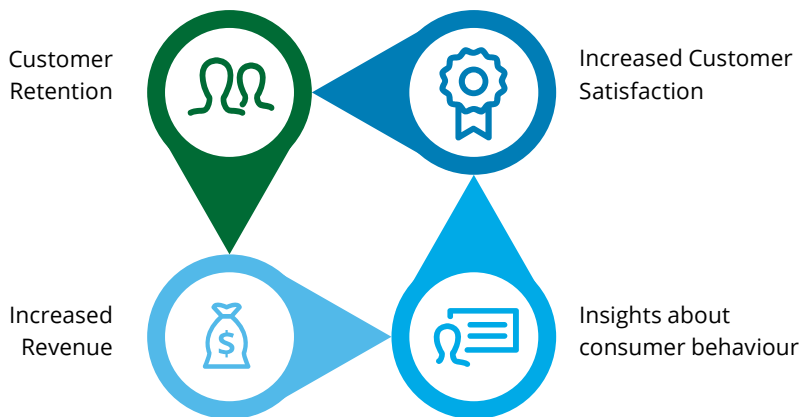 Customer
Retention
Increased Customer
Satisfaction
Increased
Revenue
$
Insights about
consumer behaviour